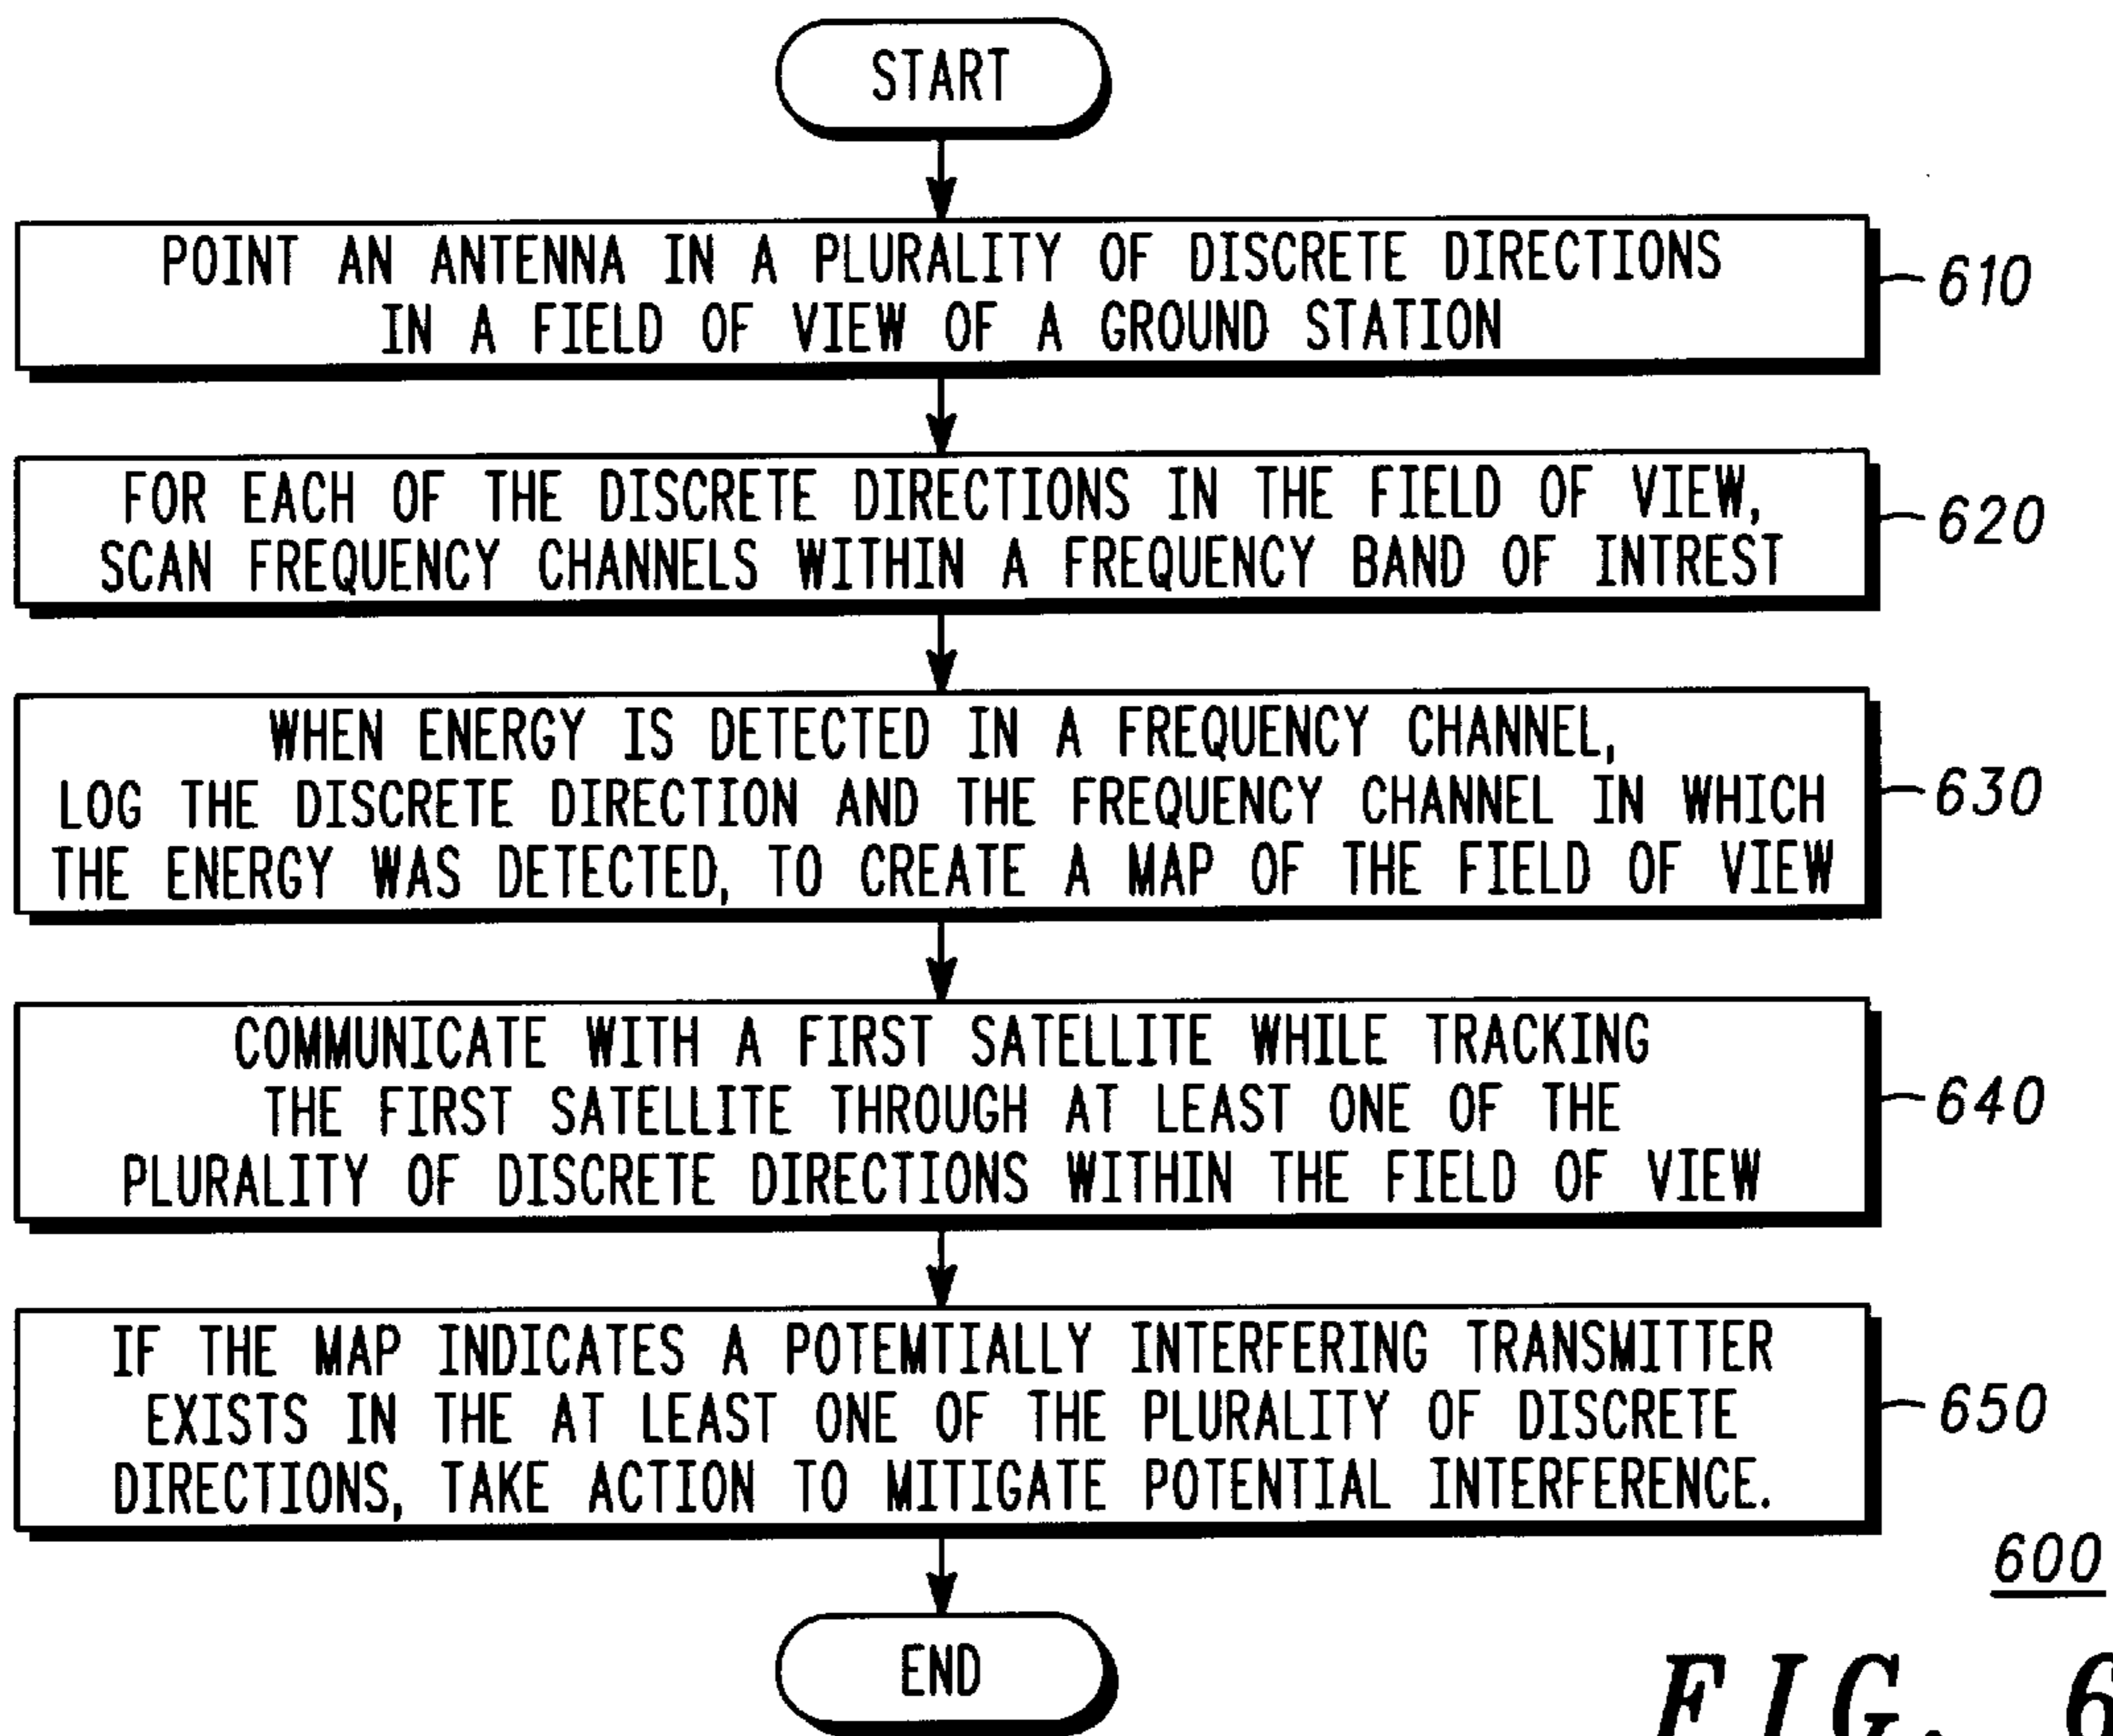 START
POINT AN ANTENNA IN A PLURALITY OF DISCRETE DIRECTIONS
IN A FIELD OF VIEW OF A GROUND STATION
610
FOR EACH OF THE DISCRETE DIRECTIONS IN THE FIELD OF VIEW,
SCAN FREQUENCY CHANNELS WITHIN A FREQUENCY BAND OF INTREST
620
WHEN ENERGY IS DETECTED IN A FREQUENCY CHANNEL,
LOG THE DISCRETE DIRECTION AND THE FREQUENCY CHANNEL IN WHICH
THE ENERGY WAS DETECTED, TO CREATE A MAP OF THE FIELD OF VIEW
630
COMMUNICATE WITH A FIRST SATELLITE WHILE TRACKING
THE FIRST SATELLITE THROUGH AT LEAST ONE OF THE
PLURALITY OF DISCRETE DIRECTIONS WITHIN THE FIELD OF VIEW
640
IF THE MAP INDICATES A POTEMTIALLY INTERFERING TRANSMITTER
EXISTS IN THE AT LEAST ONE OF THE PLURALITY OF DISCRETE
DIRECTIONS, TAKE ACTION TO MITIGATE POTENTIAL INTERFERENCE.
650
600
END
FIG. 6